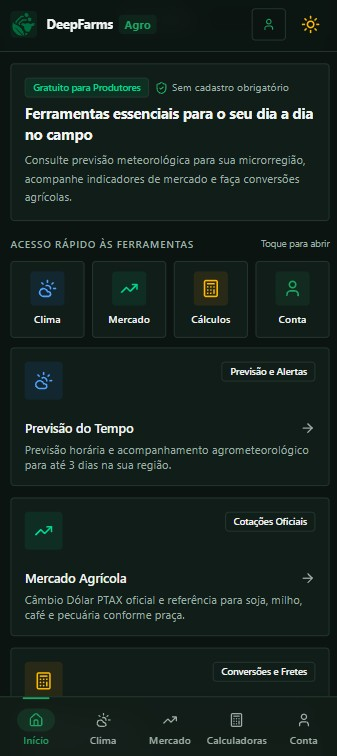 DeepFarms Agro
Gratuito para Produtores Sem cadastro obrigatório
Ferramentas essenciais para o seu dia a dia
no campo
Consulte previsão meteorológica para sua microrregião,
acompanhe indicadores de mercado e faça conversões
agrícolas.
ACESSO RÁPIDO ÀS FERRAMENTAS Toque para abrir
Clima Mercado Cálculos Conta
Previsão e Alertas
Previsão do Tempo
Previsão horária e acompanhamento agrometeorológico
para até 3 dias na sua região.
Cotações Oficiais
Mercado Agrícola
Câmbio Dólar PTAX oficial e referência para soja, milho,
café e pecuária conforme praça.
Conversões e Fretes
Início Clima Mercado Calculadoras Conta